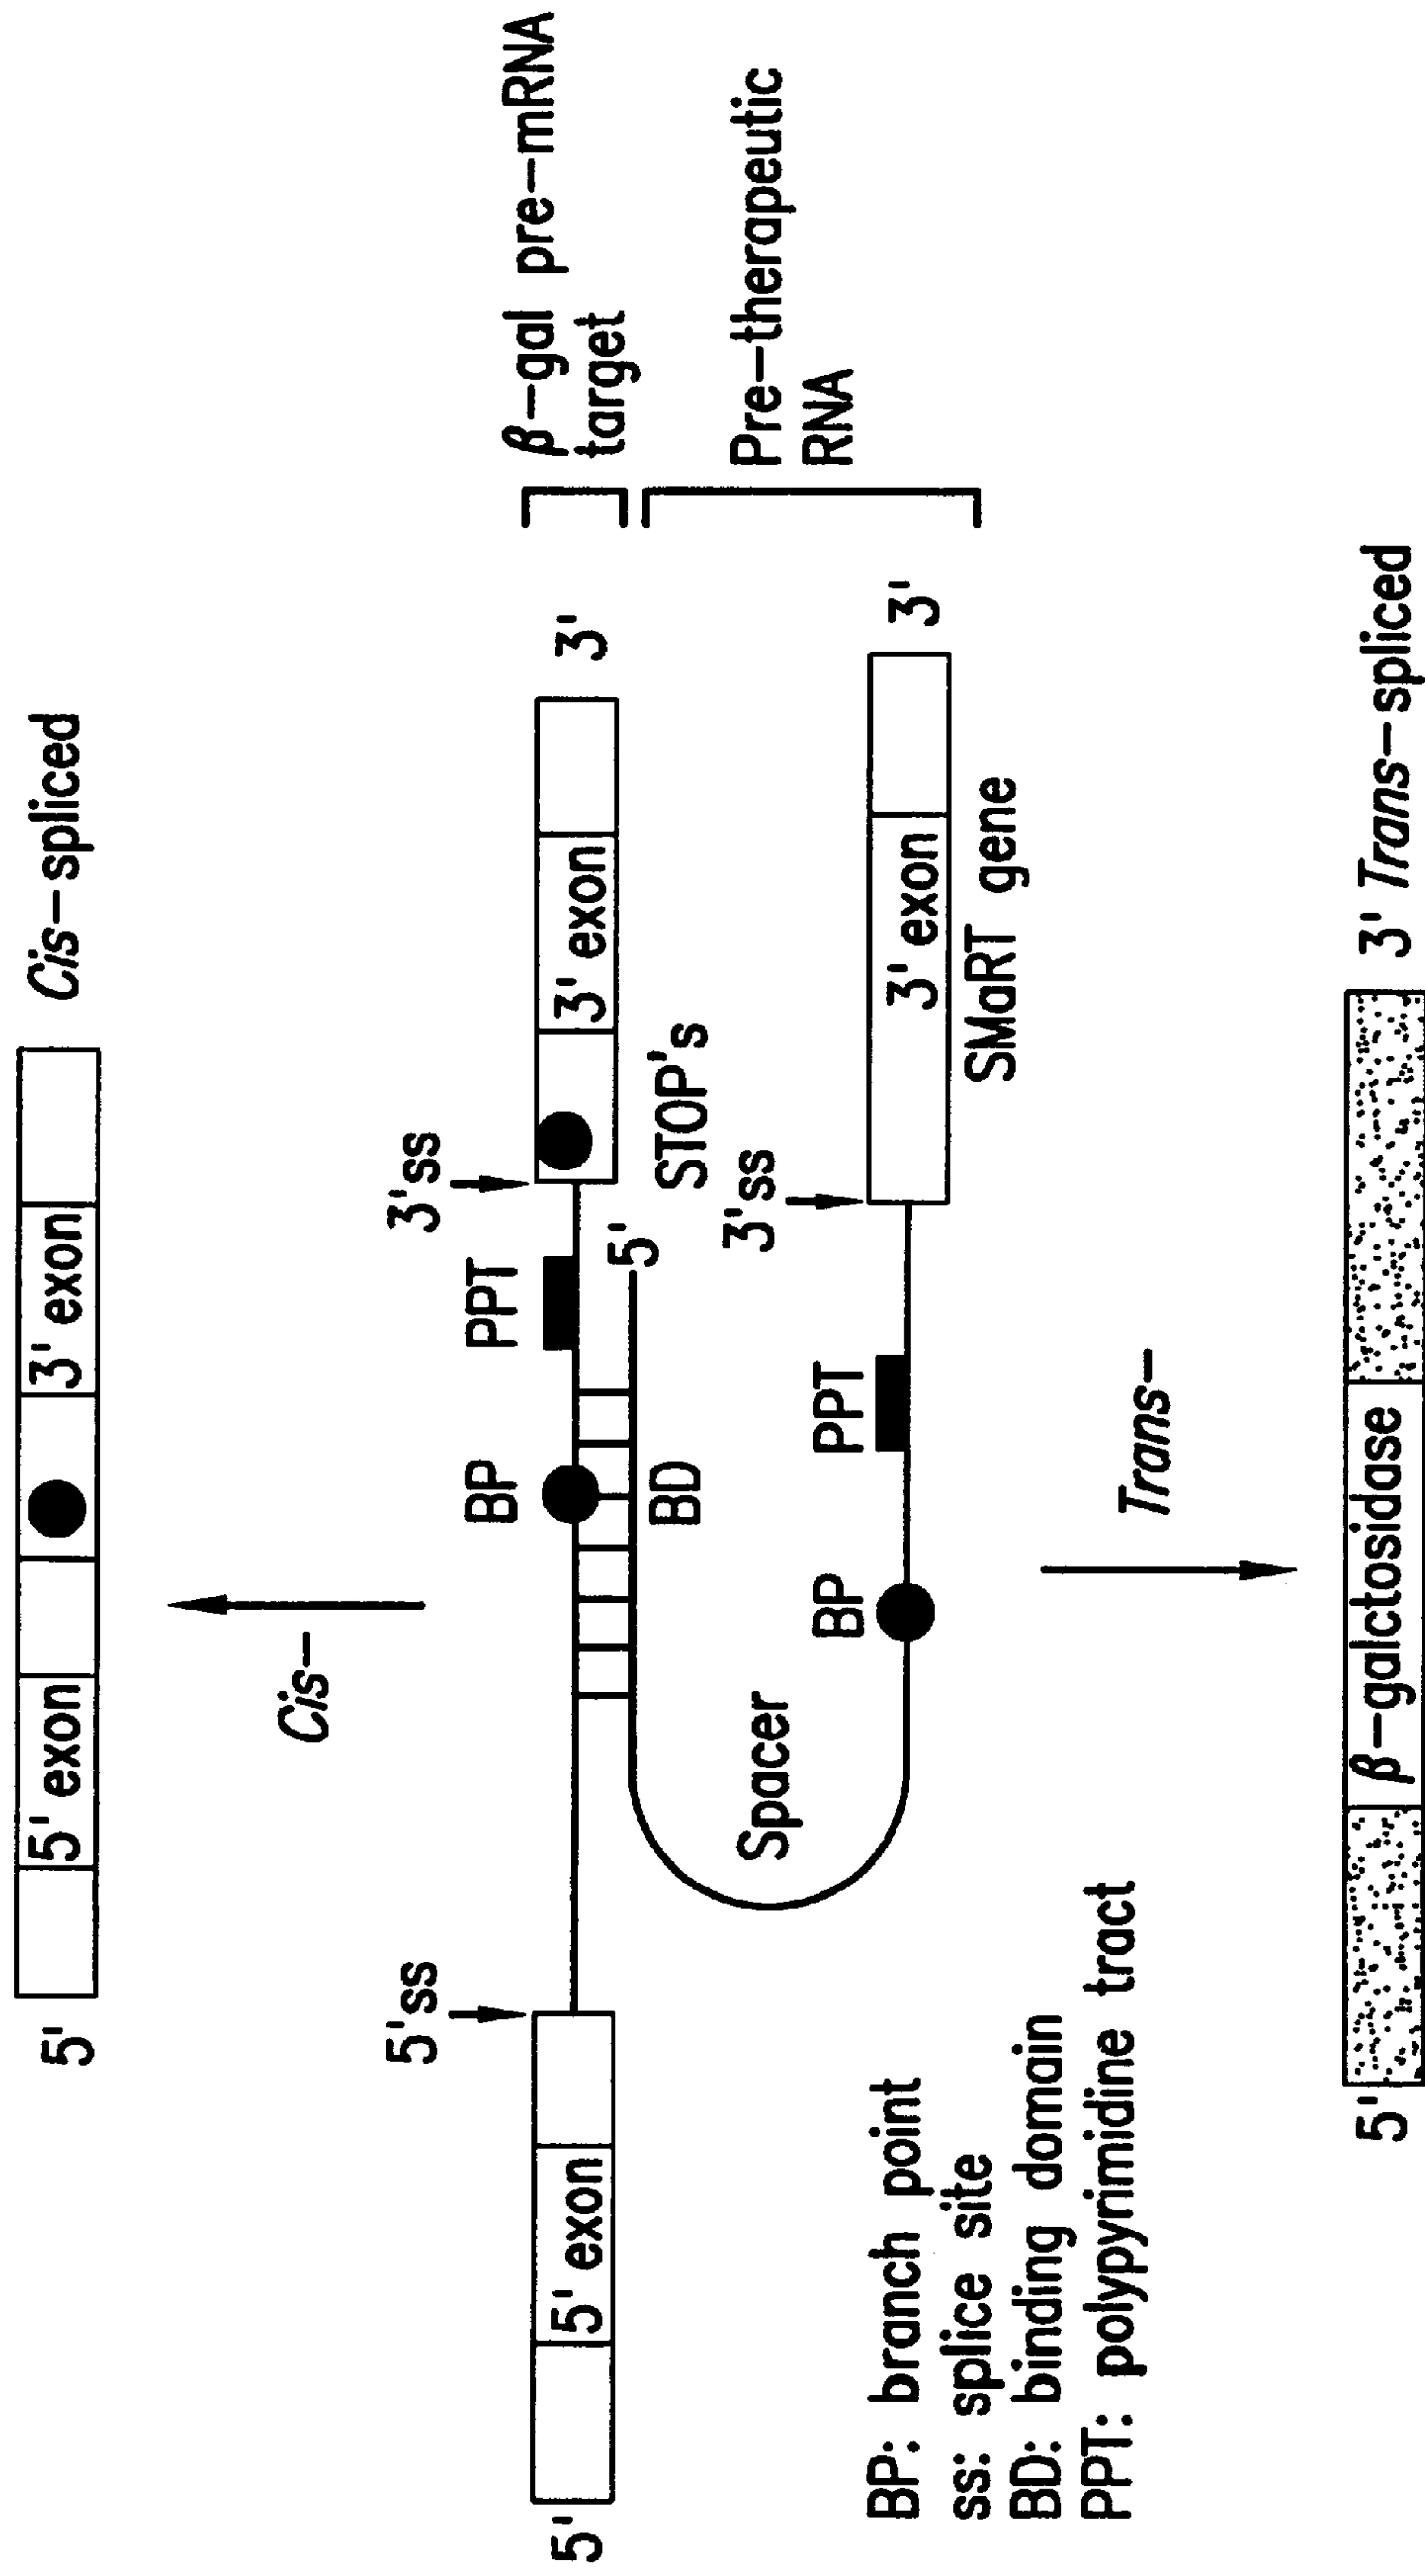 5' 5' exon 3' exon Cis-spliced
Cis-
5'ss BP PPT 3'ss
5' 5' exon 3' exon 3' β-gal pre-mRNA
target
BD 5' STOP's
Spacer BP PPT 3'ss Pre-therapeutic
RNA
3' exon 3'
SMaRT gene
BP: branch point
ss: splice site
BD: binding domain
PPT: polypyrimidine tract
Trans-
5' β-galctosidase 3' Trans-spliced